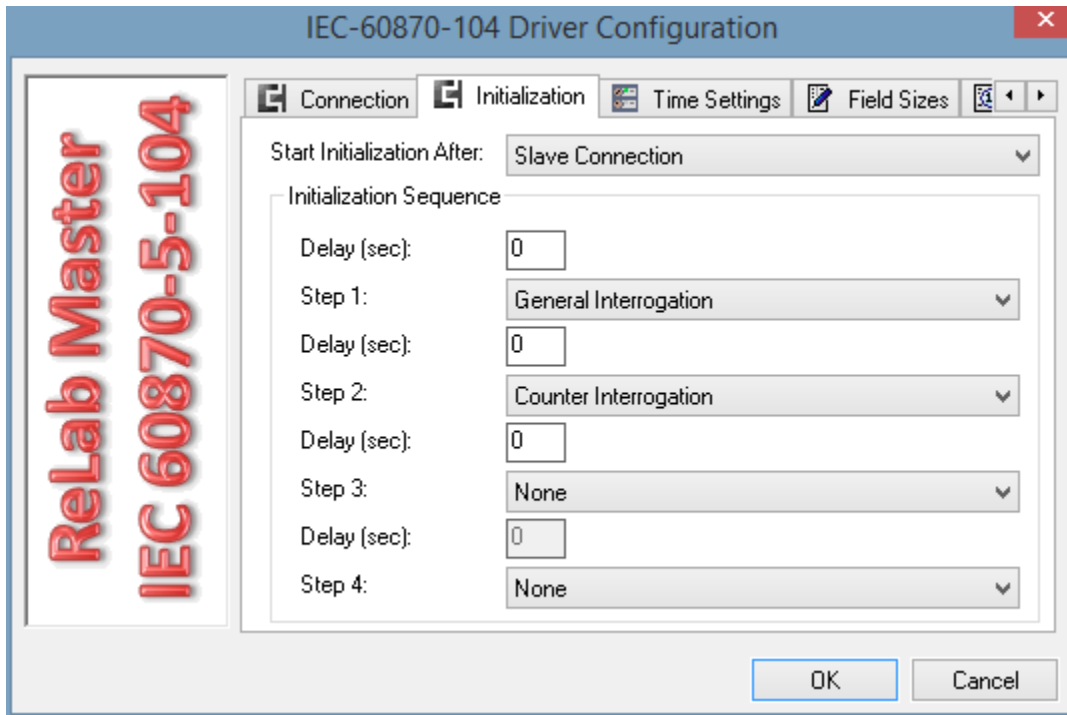 IEC-60870-104 Driver Configuration
ReLab Master
IEC 60870-5-104
Connection Initialization Time Settings Field Sizes
Start Initialization After: Slave Connection
Initialization Sequence
Delay (sec): 0
Step 1: General Interrogation
Delay (sec): 0
Step 2: Counter Interrogation
Delay (sec): 0
Step 3: None
Delay (sec): 0
Step 4: None
OK Cancel